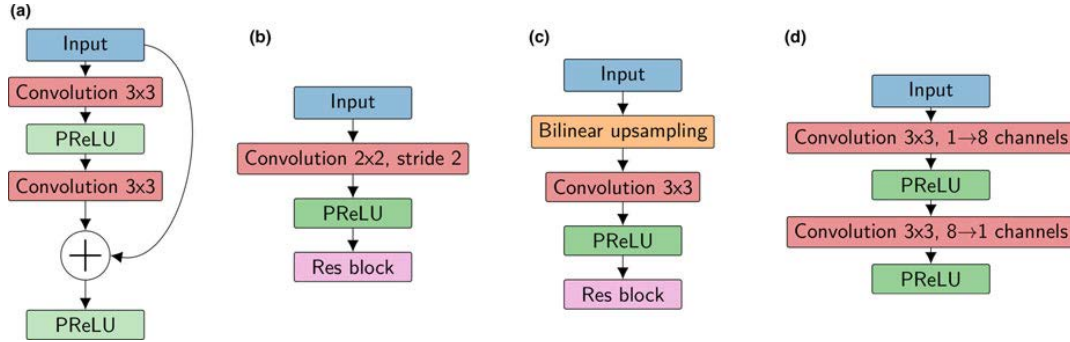 (a)
Input
Convolution 3x3
PReLU
Convolution 3x3
PReLU
(b)
Input
Convolution 2x2, stride 2
PReLU
Res block
(c)
Input
Bilinear upsampling
Convolution 3x3
PReLU
Res block
(d)
Input
Convolution 3x3, 1→8 channels
PReLU
Convolution 3x3, 8→1 channels
PReLU